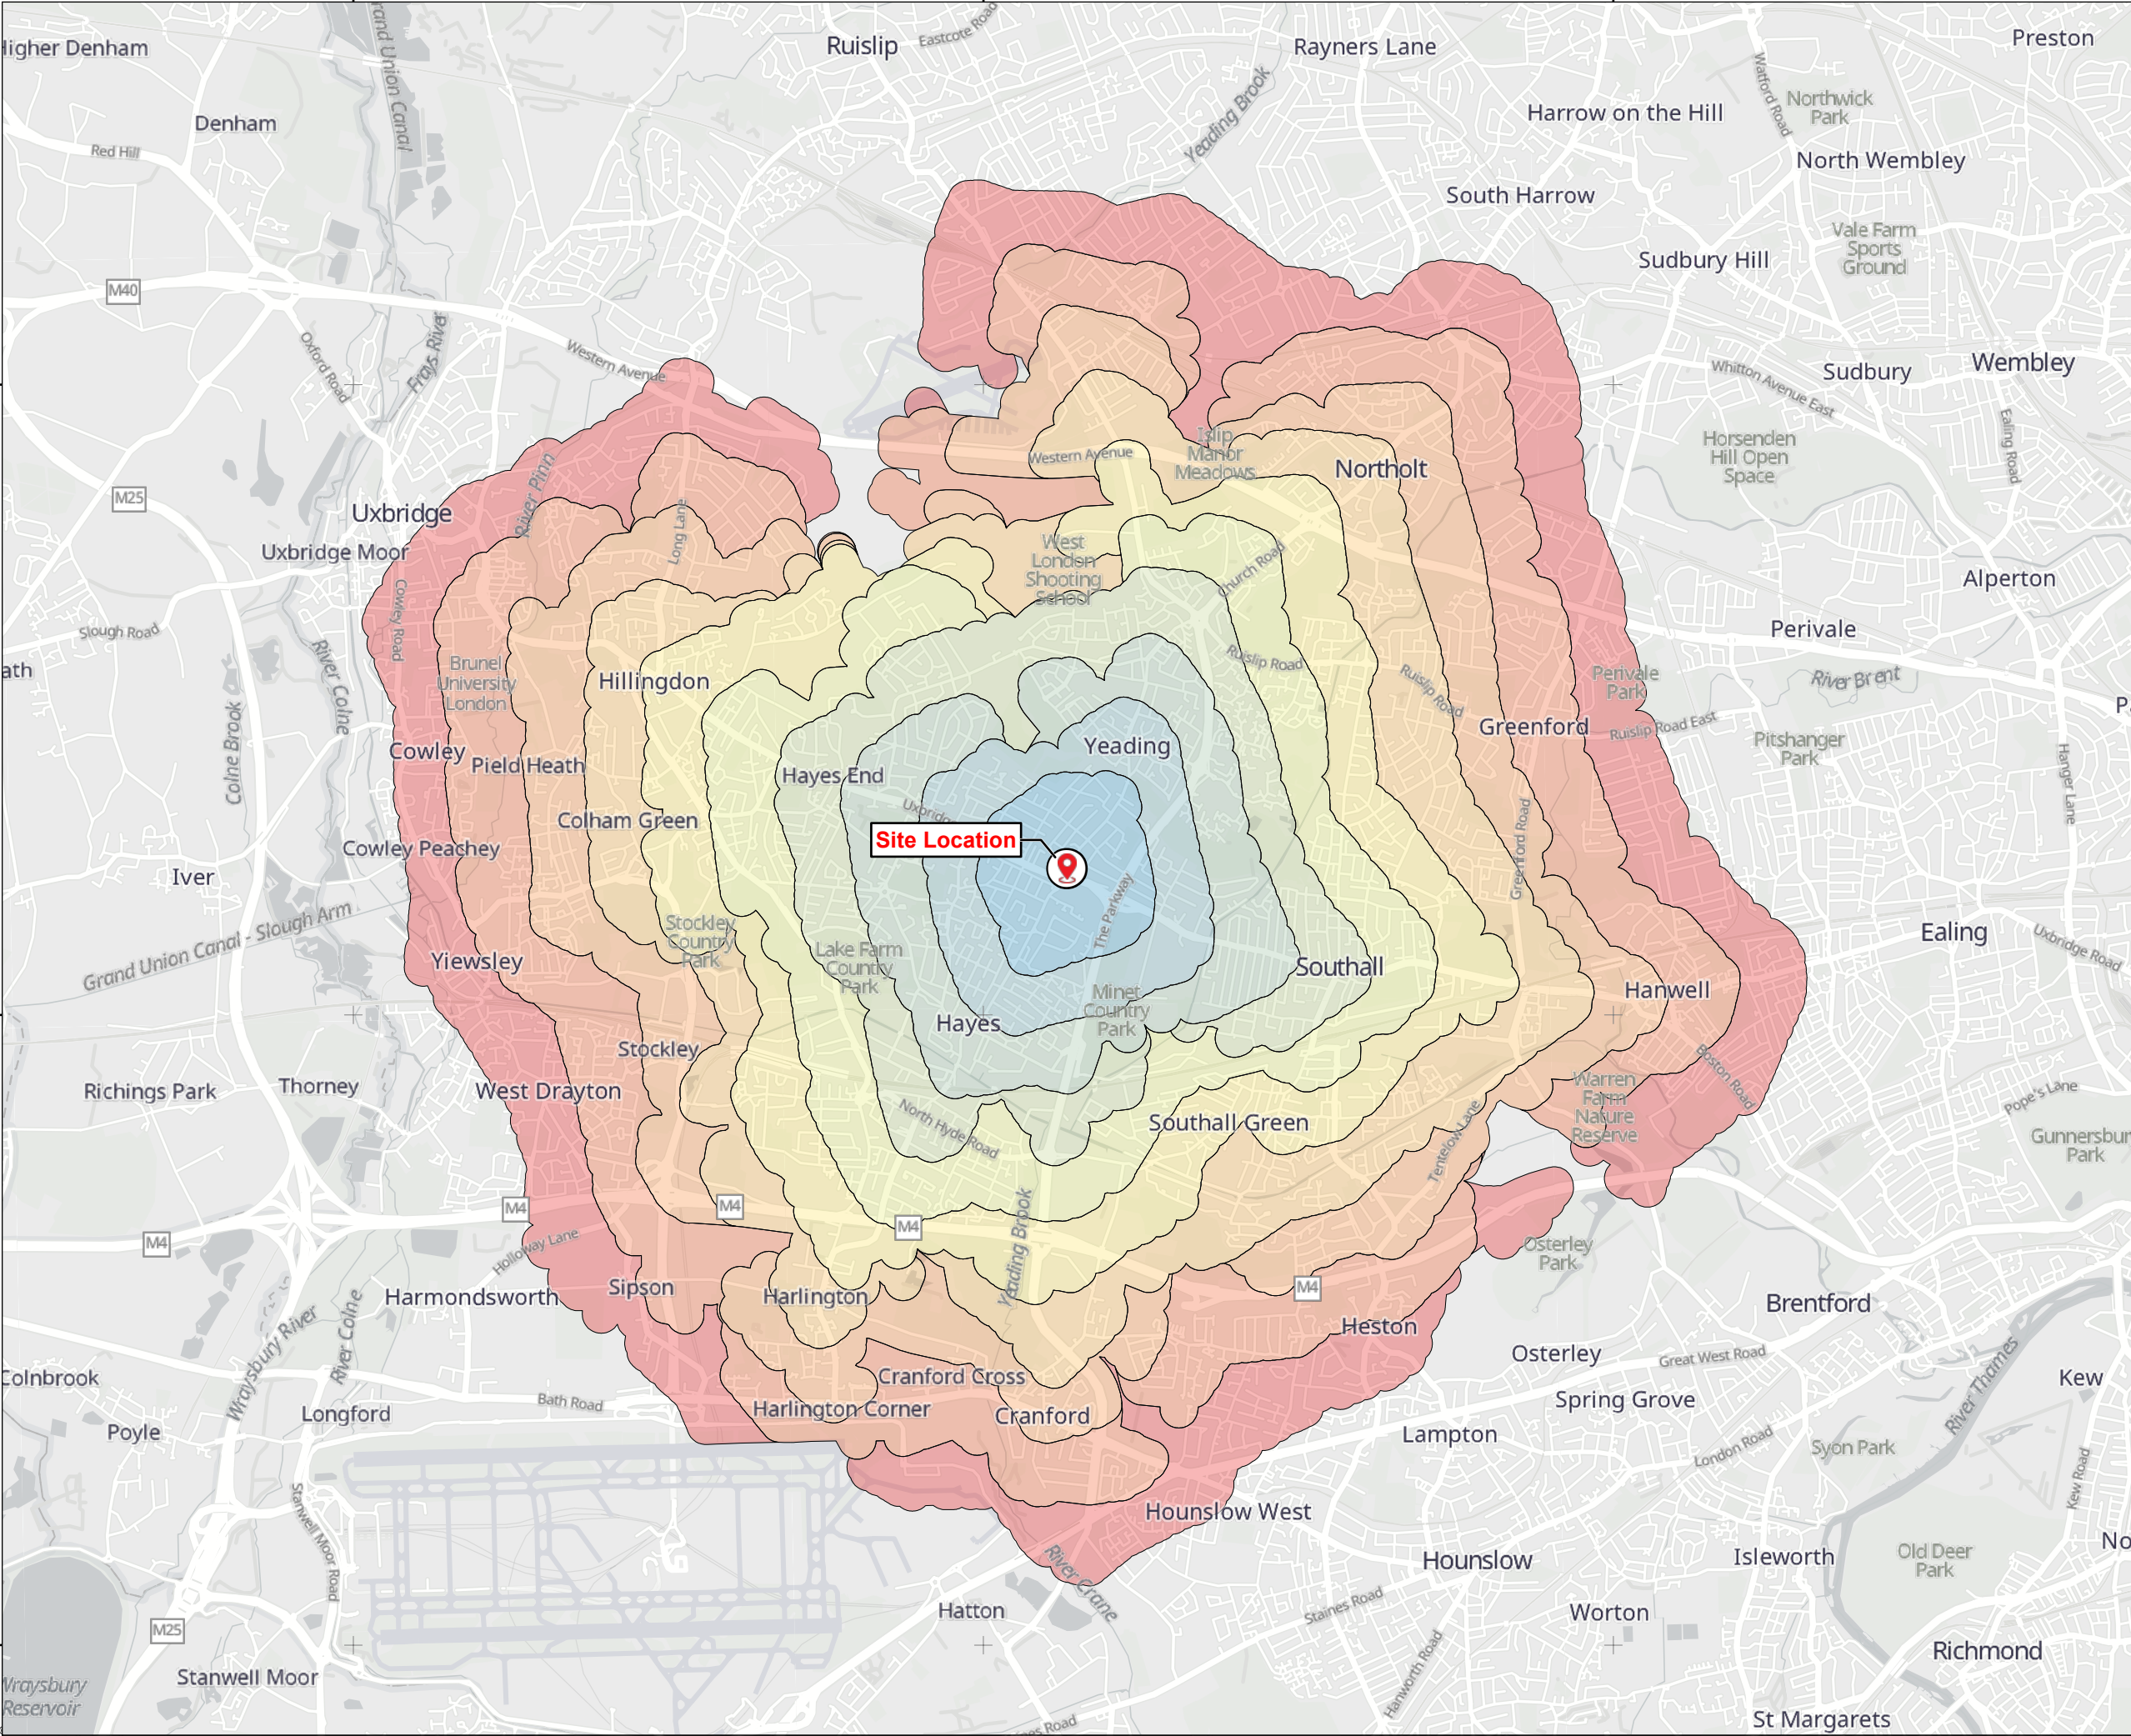 Higher Denham
Grand Union Canal
Ruislip
Eastcote Road
Rayners Lane
Preston
Denham
Red Hill
Yeading Brook
Harrow on the Hill
Watford Road
Northwick
Park
North Wembley
South Harrow
Vale Farm
Sports
Ground
Sudbury Hill
M40
Oxford Road
Frays River
Western Avenue
Whitton Avenue East
Sudbury
Wembley
Ealing Road
Islip
Manor
Meadows
Western Avenue
Northolt
Horsenden
Hill Open
Space
M25
Uxbridge
River Pinn
Long Lane
Uxbridge Moor
West
London
Shooting
School
Church Road
Alperton
Cowley Road
Slough Road
River Colne
Perivale
ath
Brunel
University
London
Hillingdon
Ruislip Road
Ruislip Road
Perivale
Park
River Brent
Colne Brook
Greenford
Ruislip Road East
Pitshanger
Park
Hanger Lane
Cowley
Pield Heath
Yeading
Hayes End
Colham Green
Site Location
Greenford Road
Cowley Peachey
Iver
The Parkway
Grand Union Canal - Slough Arm
Stockley
Country
Park
Lake Farm
Country
Park
Yiewsley
Southall
Ealing
Uxbridge Road
Hanwell
Minet
Country
Park
Hayes
Stockley
Richings Park
Thorney
West Drayton
North Hyde Road
Southall Green
Tentelow Lane
Warren
Farm
Nature
Reserve
Boston Road
Pope's Lane
Gunnersbur
Park
M4
M4
M4
M4
Holloway Lane
Yeading Brook
Osterley
Park
Harmondsworth
Sipson
Harlington
M4
Brentford
Wraysbury River
River Colne
Heston
Osterley
Great West Road
River Thames
Colnbrook
Cranford Cross
Kew
Spring Grove
Poyle
Longford
Bath Road
Harlington Corner
Cranford
Lampton
London Road
Syon Park
Kew Road
Stanwell Moor Road
Hounslow West
No
River Crane
Hounslow
Isleworth
Old Deer
Park
M25
Hatton
Staines Road
Worton
Hanworth Road
Richmond
Stanwell Moor
Wraysbury
Reservoir
St Margarets